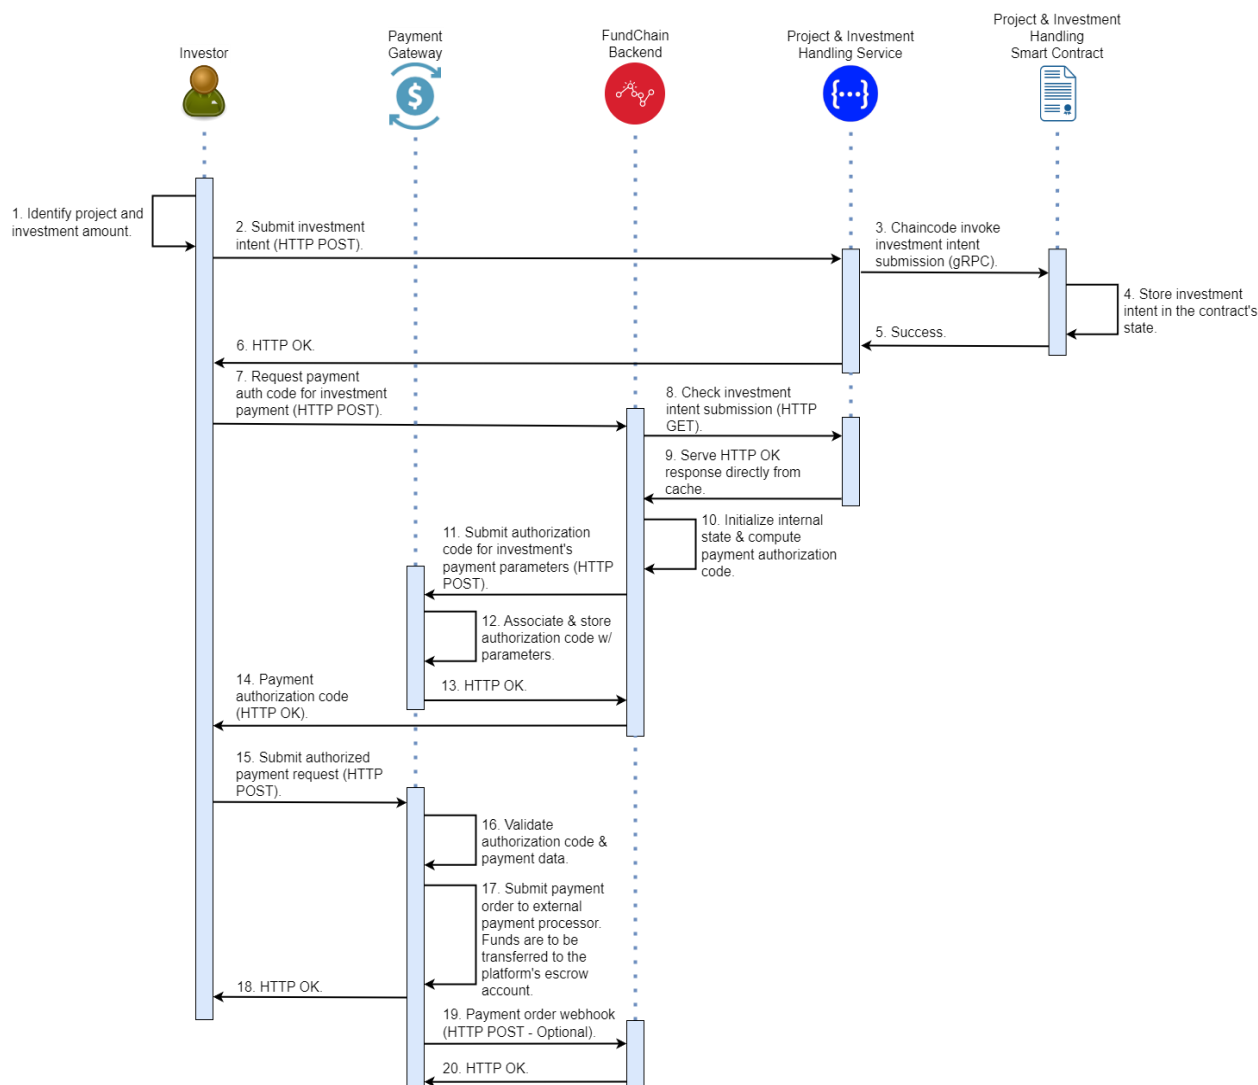 Investor
Payment
Gateway
FundChain
Backend
Project & Investment
Handling Service
Project & Investment
Handling
Smart Contract
$
{···}
1. Identify project and
investment amount.
2. Submit investment
intent (HTTP POST).
3. Chaincode invoke
investment intent
submission (gRPC).
4. Store investment
intent in the contract's
state.
5. Success.
6. HTTP OK.
7. Request payment
auth code for investment
payment (HTTP POST).
8. Check investment
intent submission (HTTP
GET).
9. Serve HTTP OK
response directly from
cache.
10. Initialize internal
state & compute
payment authorization
code.
11. Submit authorization
code for investment's
payment parameters (HTTP
POST).
12. Associate & store
authorization code w/
parameters.
13. HTTP OK.
14. Payment
authorization code
(HTTP OK).
15. Submit authorized
payment request (HTTP
POST).
16. Validate
authorization code &
payment data.
17. Submit payment
order to external
payment processor.
Funds are to be
transferred to the
platform's escrow
account.
18. HTTP OK.
19. Payment order webhook
(HTTP POST - Optional).
20. HTTP OK.